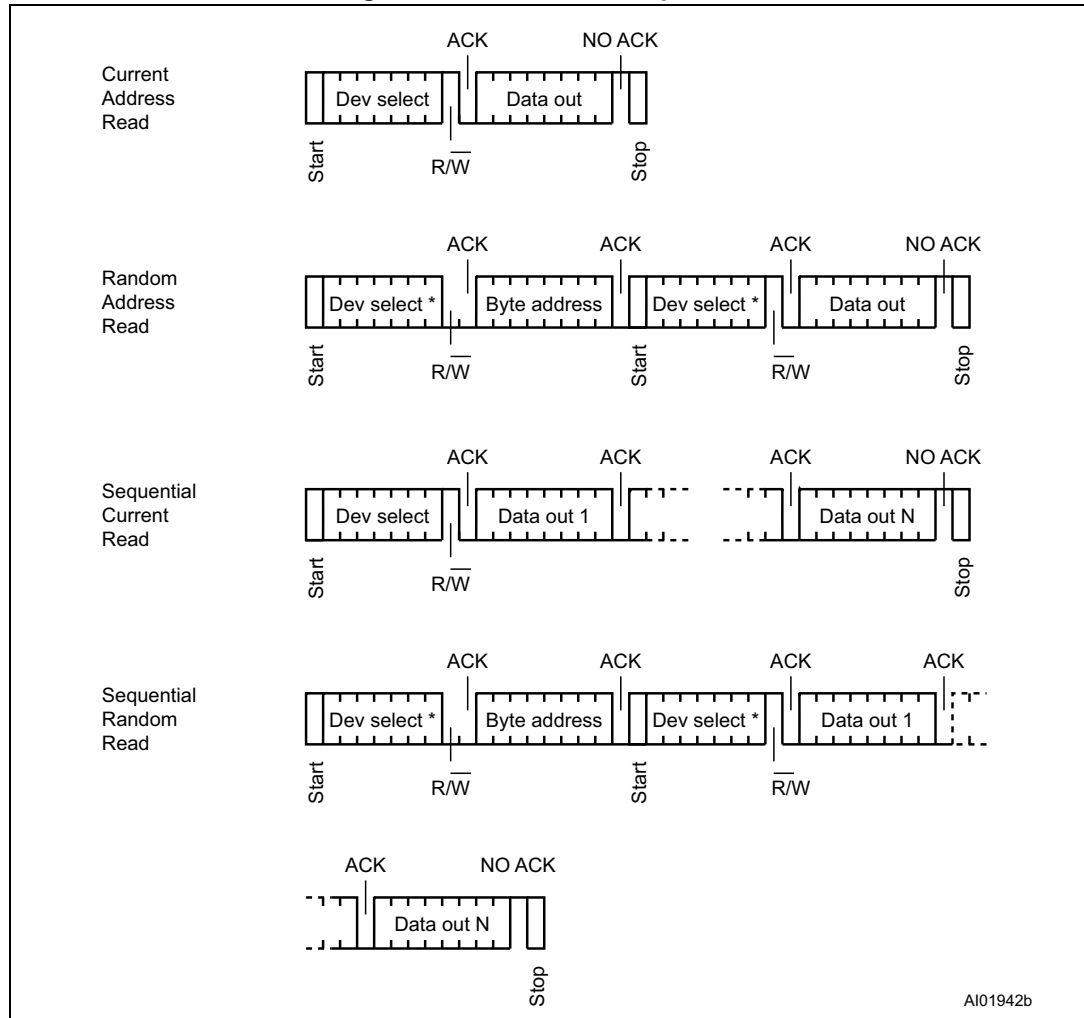 ACK NO ACK
Current
Address
Read
Dev select Data out
Start R/W̅ Stop
ACK ACK ACK NO ACK
Random
Address
Read
Dev select * Byte address Dev select * Data out
Start R/W̅ Start R̅/W Stop
ACK ACK ACK NO ACK
Sequential
Current
Read
Dev select Data out 1 Data out N
Start R/W̅ Stop
ACK ACK ACK ACK
Sequential
Random
Read
Dev select * Byte address Dev select * Data out 1
Start R/W̅ Start R̅/W
ACK NO ACK
Data out N
Stop
AI01942b